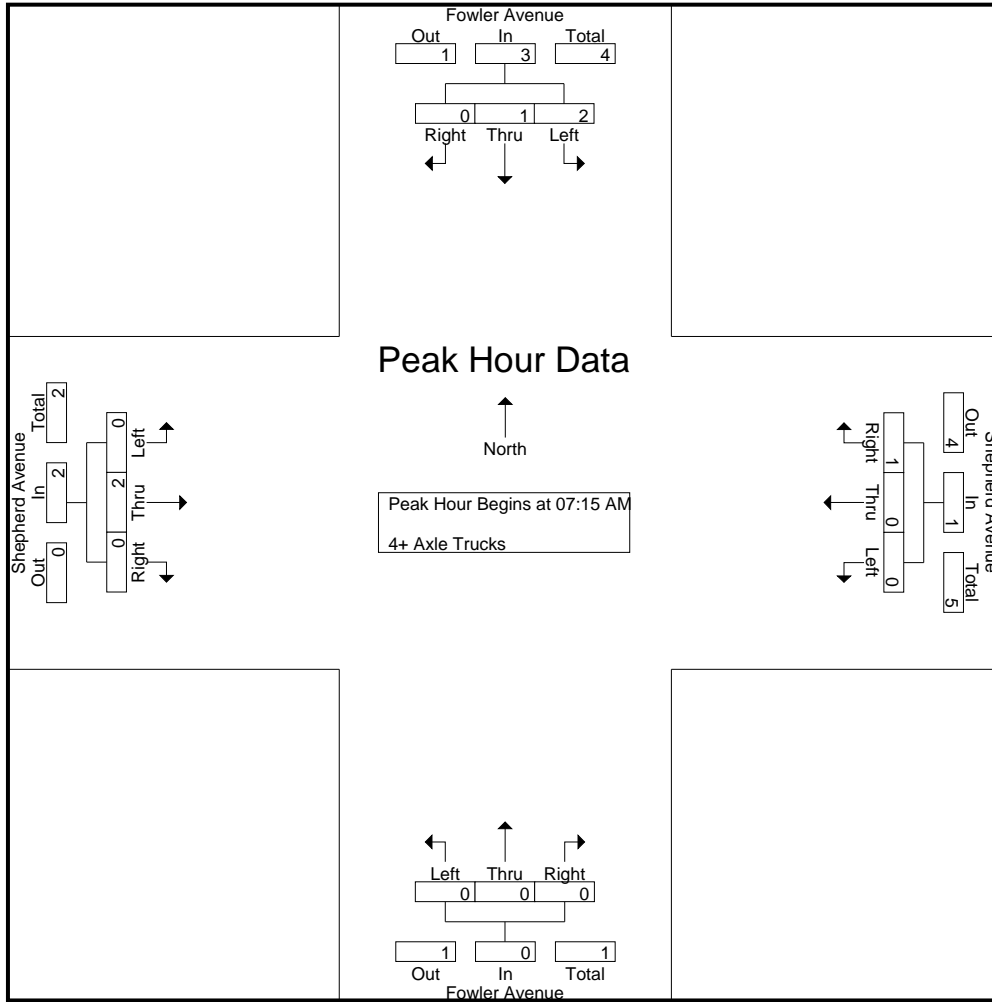 Fowler Avenue
Out In Total
1 3 4
0 1 2
Right Thru Left
Peak Hour Data
North
Peak Hour Begins at 07:15 AM
4+ Axle Trucks
Shepherd Avenue
Total In Out
2 2 0
0 2 0
Left Thru Right
Shepherd Avenue
Out In Total
4 1 5
1 0 0
Right Thru Left
Left Thru Right
0 0 0
1 0 1
Out In Total
Fowler Avenue